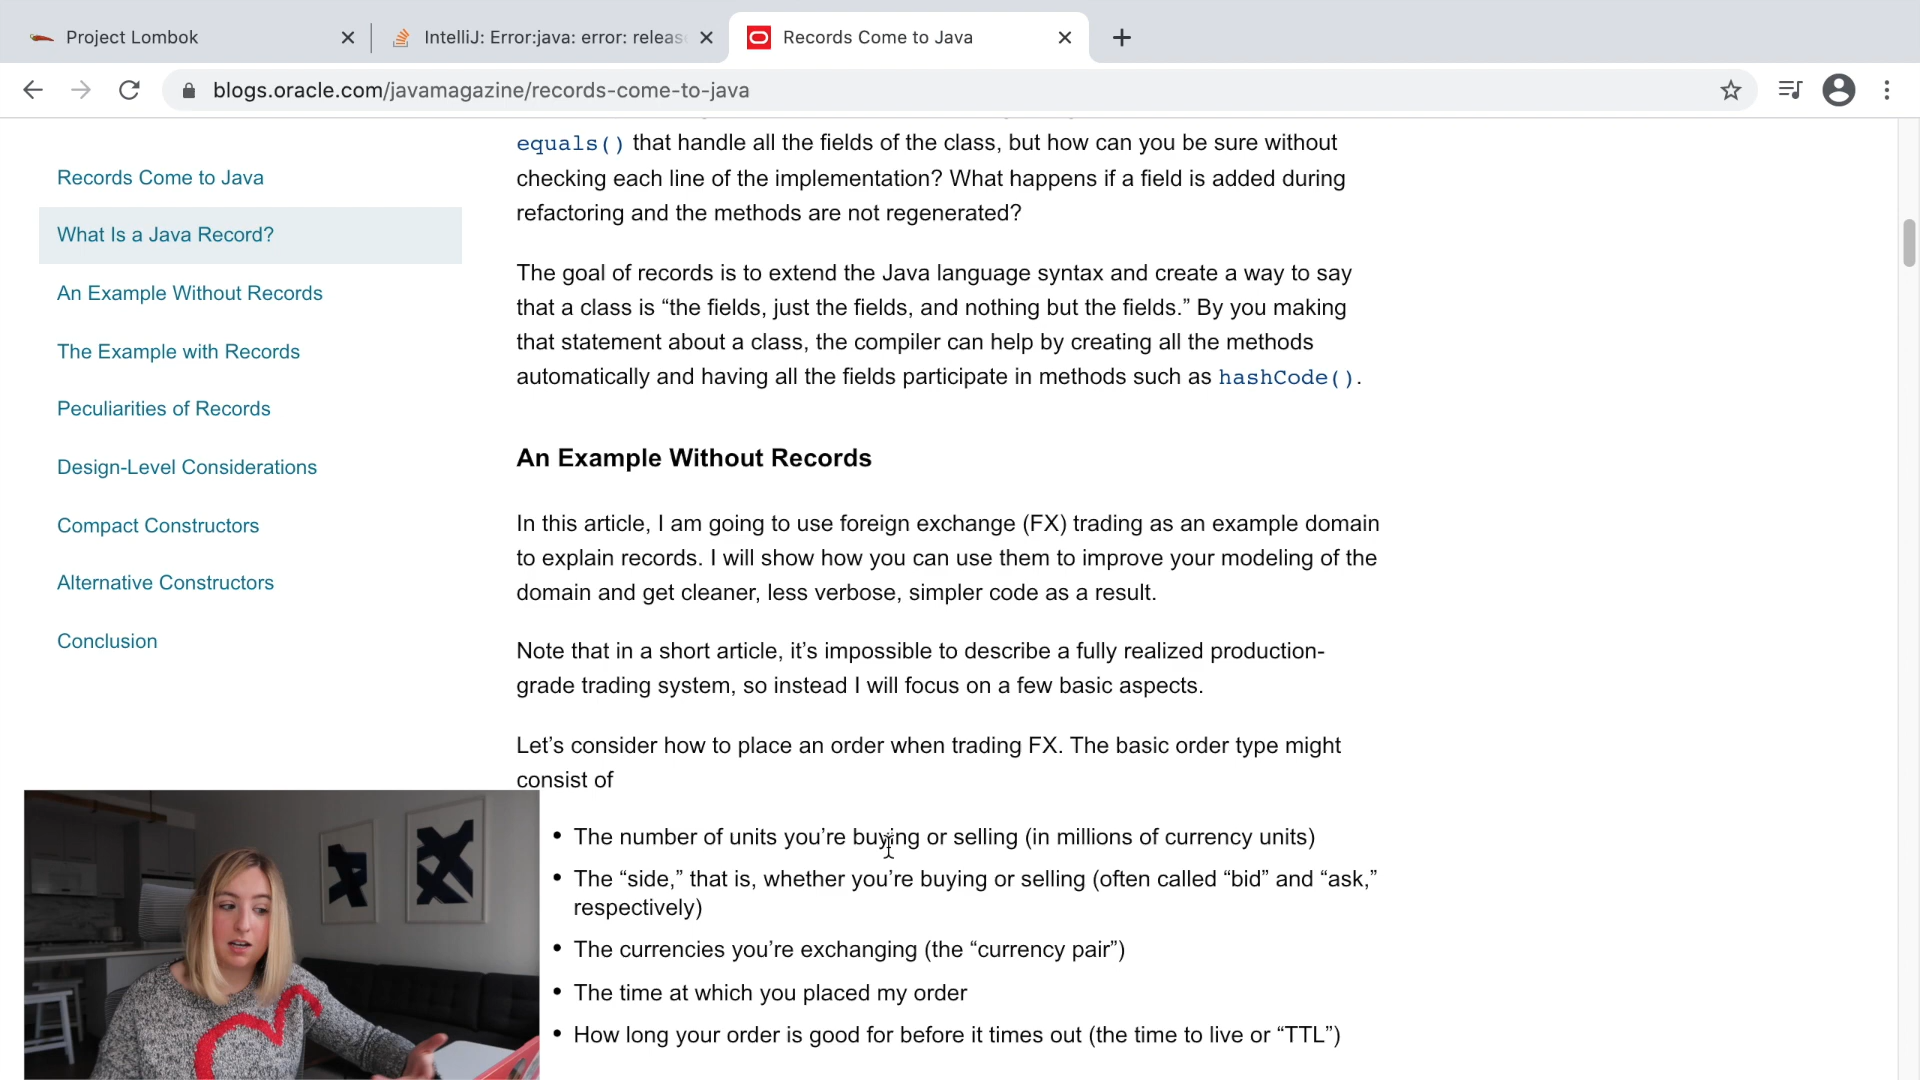 Project Lombok
IntelliJ: Error:java: error: releas
Records Come to Java
blogs.oracle.com/javamagazine/records-come-to-java
Records Come to Java
What Is a Java Record?
An Example Without Records
The Example with Records
Peculiarities of Records
Design-Level Considerations
Compact Constructors
Alternative Constructors
Conclusion
equals() that handle all the fields of the class, but how can you be sure without
checking each line of the implementation? What happens if a field is added during
refactoring and the methods are not regenerated?
The goal of records is to extend the Java language syntax and create a way to say
that a class is “the fields, just the fields, and nothing but the fields.” By you making
that statement about a class, the compiler can help by creating all the methods
automatically and having all the fields participate in methods such as hashCode().
An Example Without Records
In this article, I am going to use foreign exchange (FX) trading as an example domain
to explain records. I will show how you can use them to improve your modeling of the
domain and get cleaner, less verbose, simpler code as a result.
Note that in a short article, it’s impossible to describe a fully realized production-
grade trading system, so instead I will focus on a few basic aspects.
Let’s consider how to place an order when trading FX. The basic order type might
consist of
• The number of units you’re buying or selling (in millions of currency units)
• The “side,” that is, whether you’re buying or selling (often called “bid” and “ask,”
respectively)
• The currencies you’re exchanging (the “currency pair”)
• The time at which you placed my order
• How long your order is good for before it times out (the time to live or “TTL”)